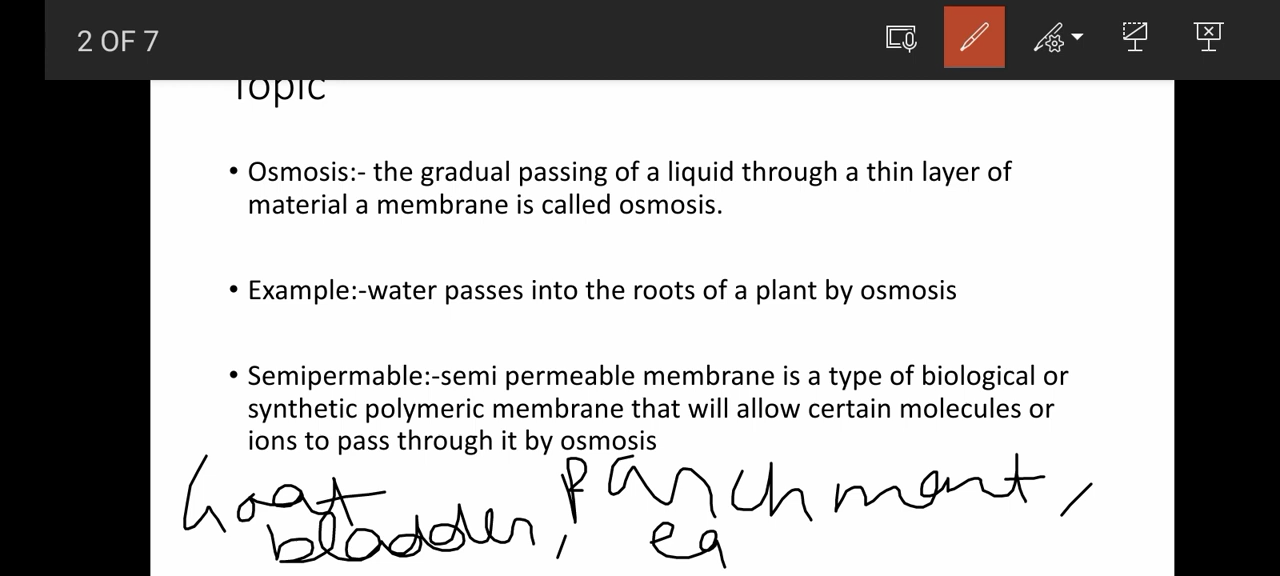 2 OF 7
Topic
• Osmosis:- the gradual passing of a liquid through a thin layer of
material a membrane is called osmosis.
• Example:-water passes into the roots of a plant by osmosis
• Semipermable:-semi permeable membrane is a type of biological or
synthetic polymeric membrane that will allow certain molecules or
ions to pass through it by osmosis
Goat Parchment,
bladder, eg